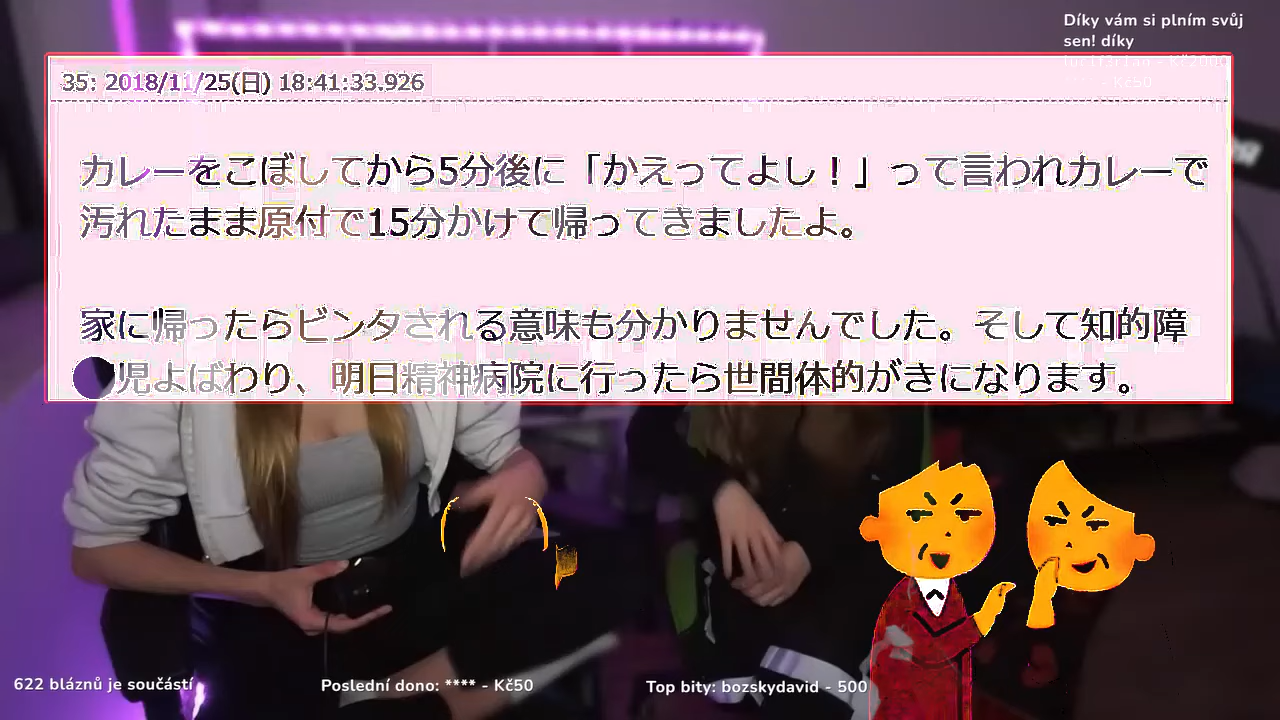 Díky vám si plním svůj
sen! díky
lucif3r1an - Kč200
**** - Kč50
35: 2018/11/25(日) 18:41:33.926
カレーをこぼしてから5分後に「かえってよし！」って言われカレーで
汚れたまま原付で15分かけて帰ってきましたよ。
家に帰ったらビンタされる意味も分かりませんでした。そして知的障
児よばわり、明日精神病院に行ったら世間体的がきになります。
622 bláznů je součástí
Poslední dono: **** - Kč50
Top bity: bozskydavid - 500